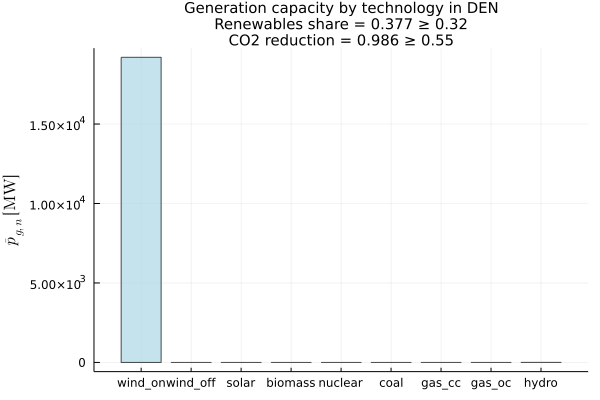 Generation capacity by technology in DEN
Renewables share = 0.377 ≥ 0.32
CO2 reduction = 0.986 ≥ 0.55
p̄_{g,n} [MW]
1.50×10⁴
1.00×10⁴
5.00×10³
0
wind_on wind_off solar biomass nuclear coal gas_cc gas_oc hydro